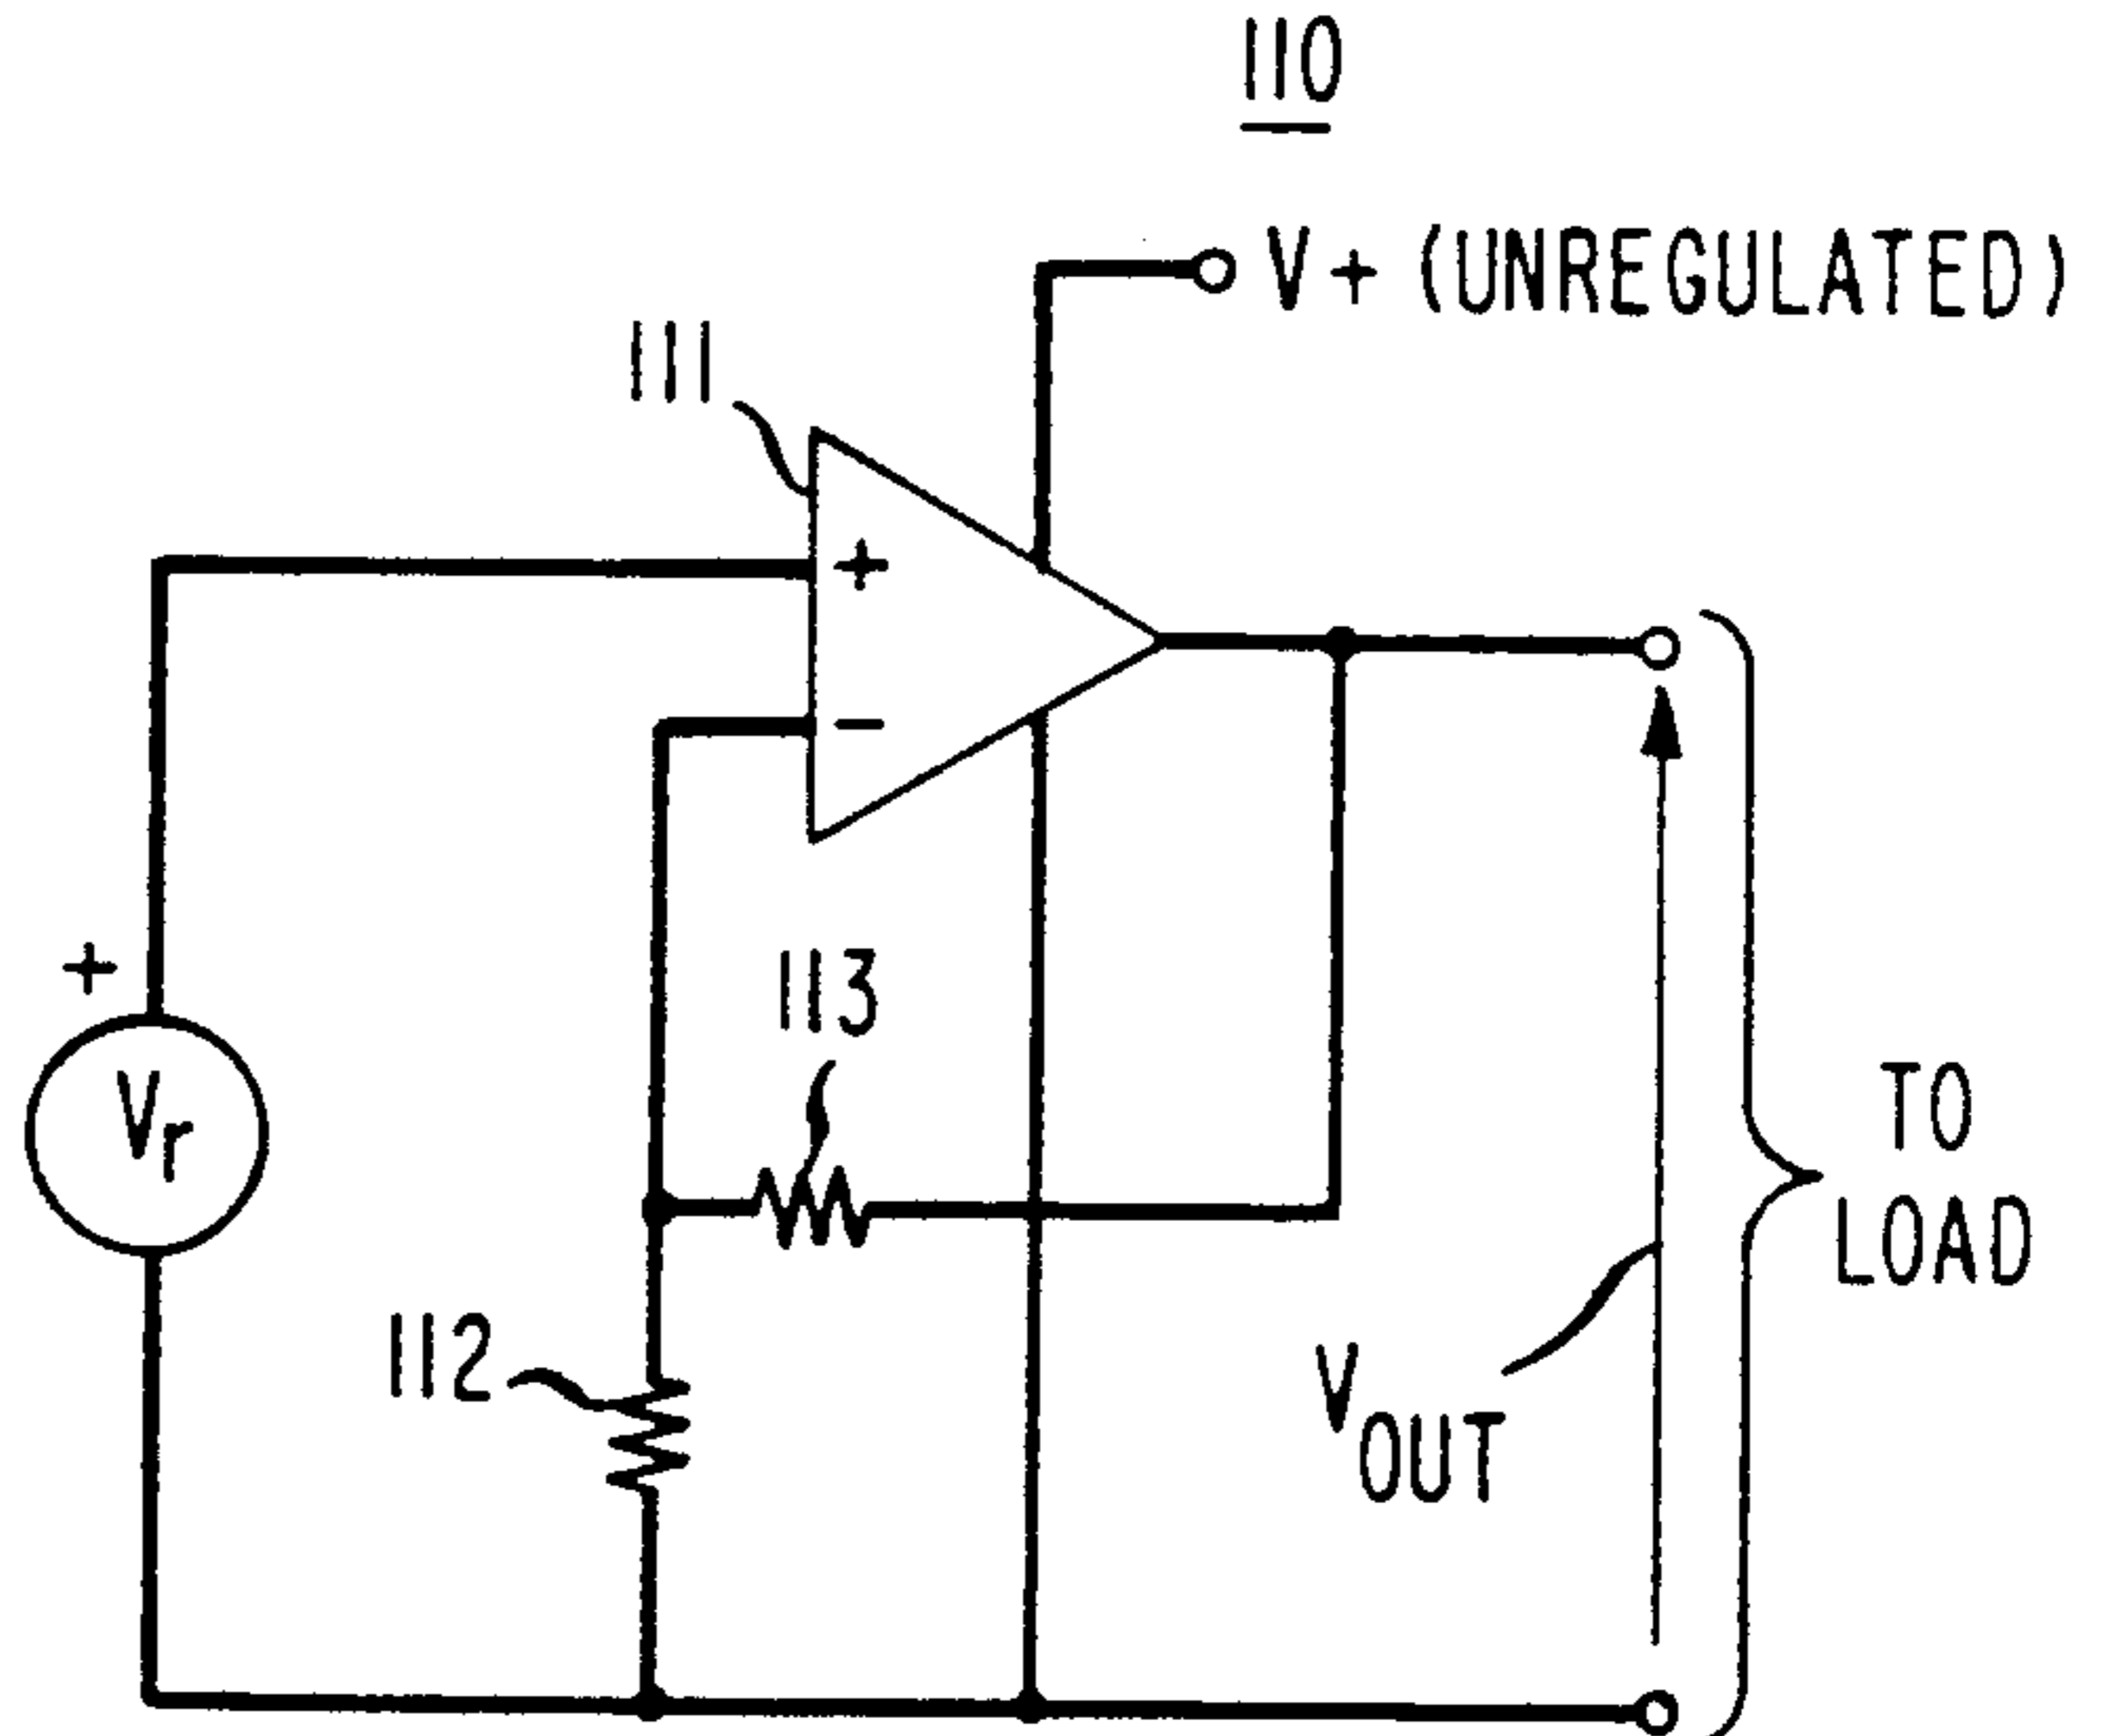 110
V+ (UNREGULATED)
111
+
-
+
113
Vr
TO
LOAD
112
VOUT